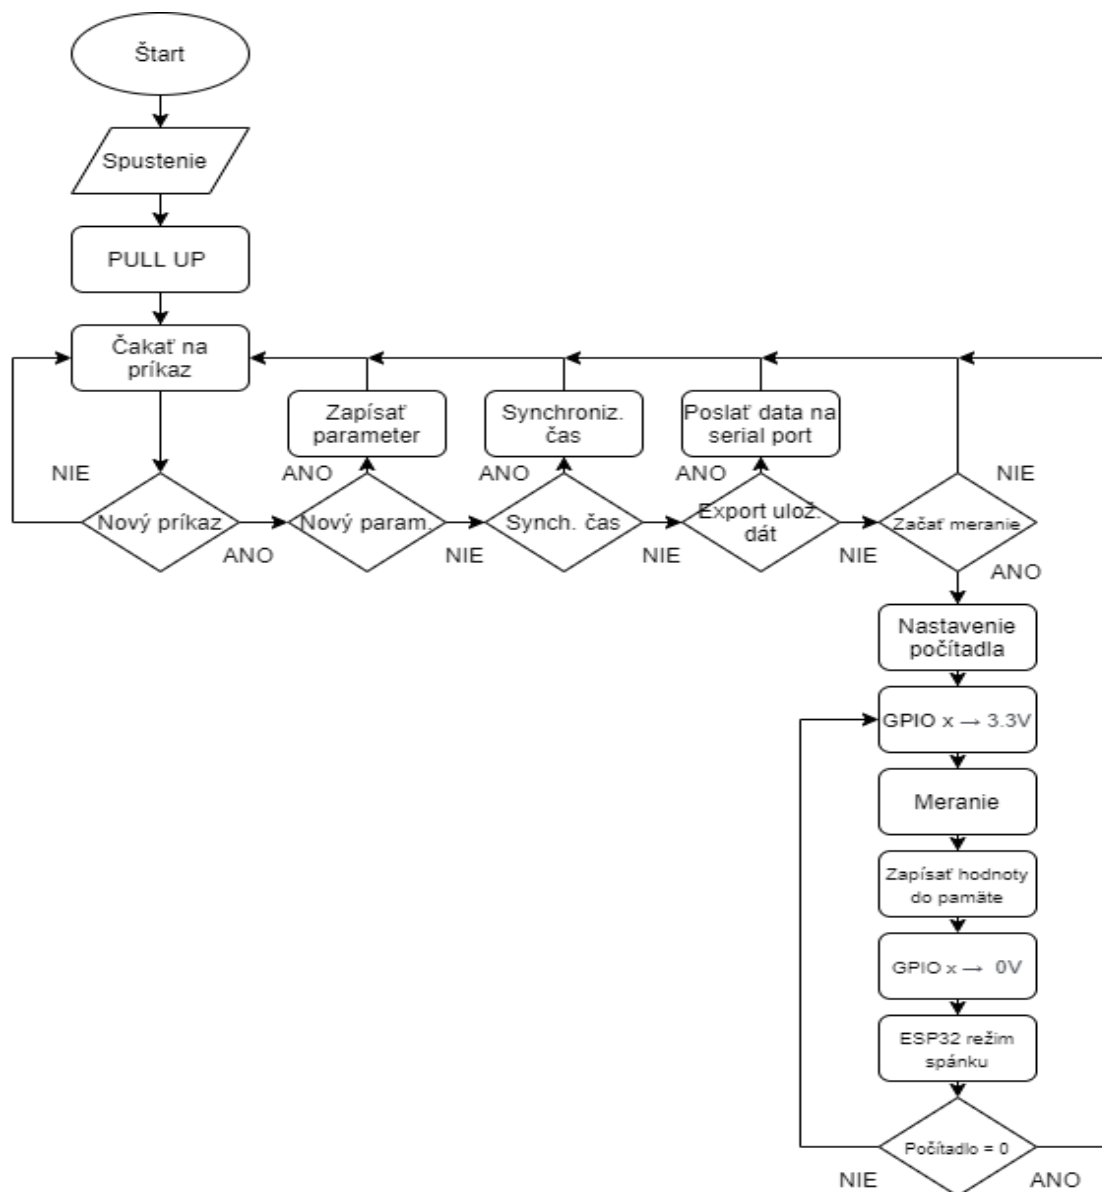 Štart
Spustenie
PULL UP
Čakať na
príkaz
Zapísať
parameter
Synchroniz.
čas
Poslať data na
serial port
NIE
ANO
ANO
ANO
NIE
Nový príkaz
Nový param.
Synch. čas
Export ulož.
dát
Začať meranie
ANO
NIE
NIE
NIE
ANO
Nastavenie
počítadla
GPIO x → 3.3V
Meranie
Zapísať hodnoty
do pamäte
GPIO x → 0V
ESP32 režim
spánku
Počítadlo = 0
NIE
ANO